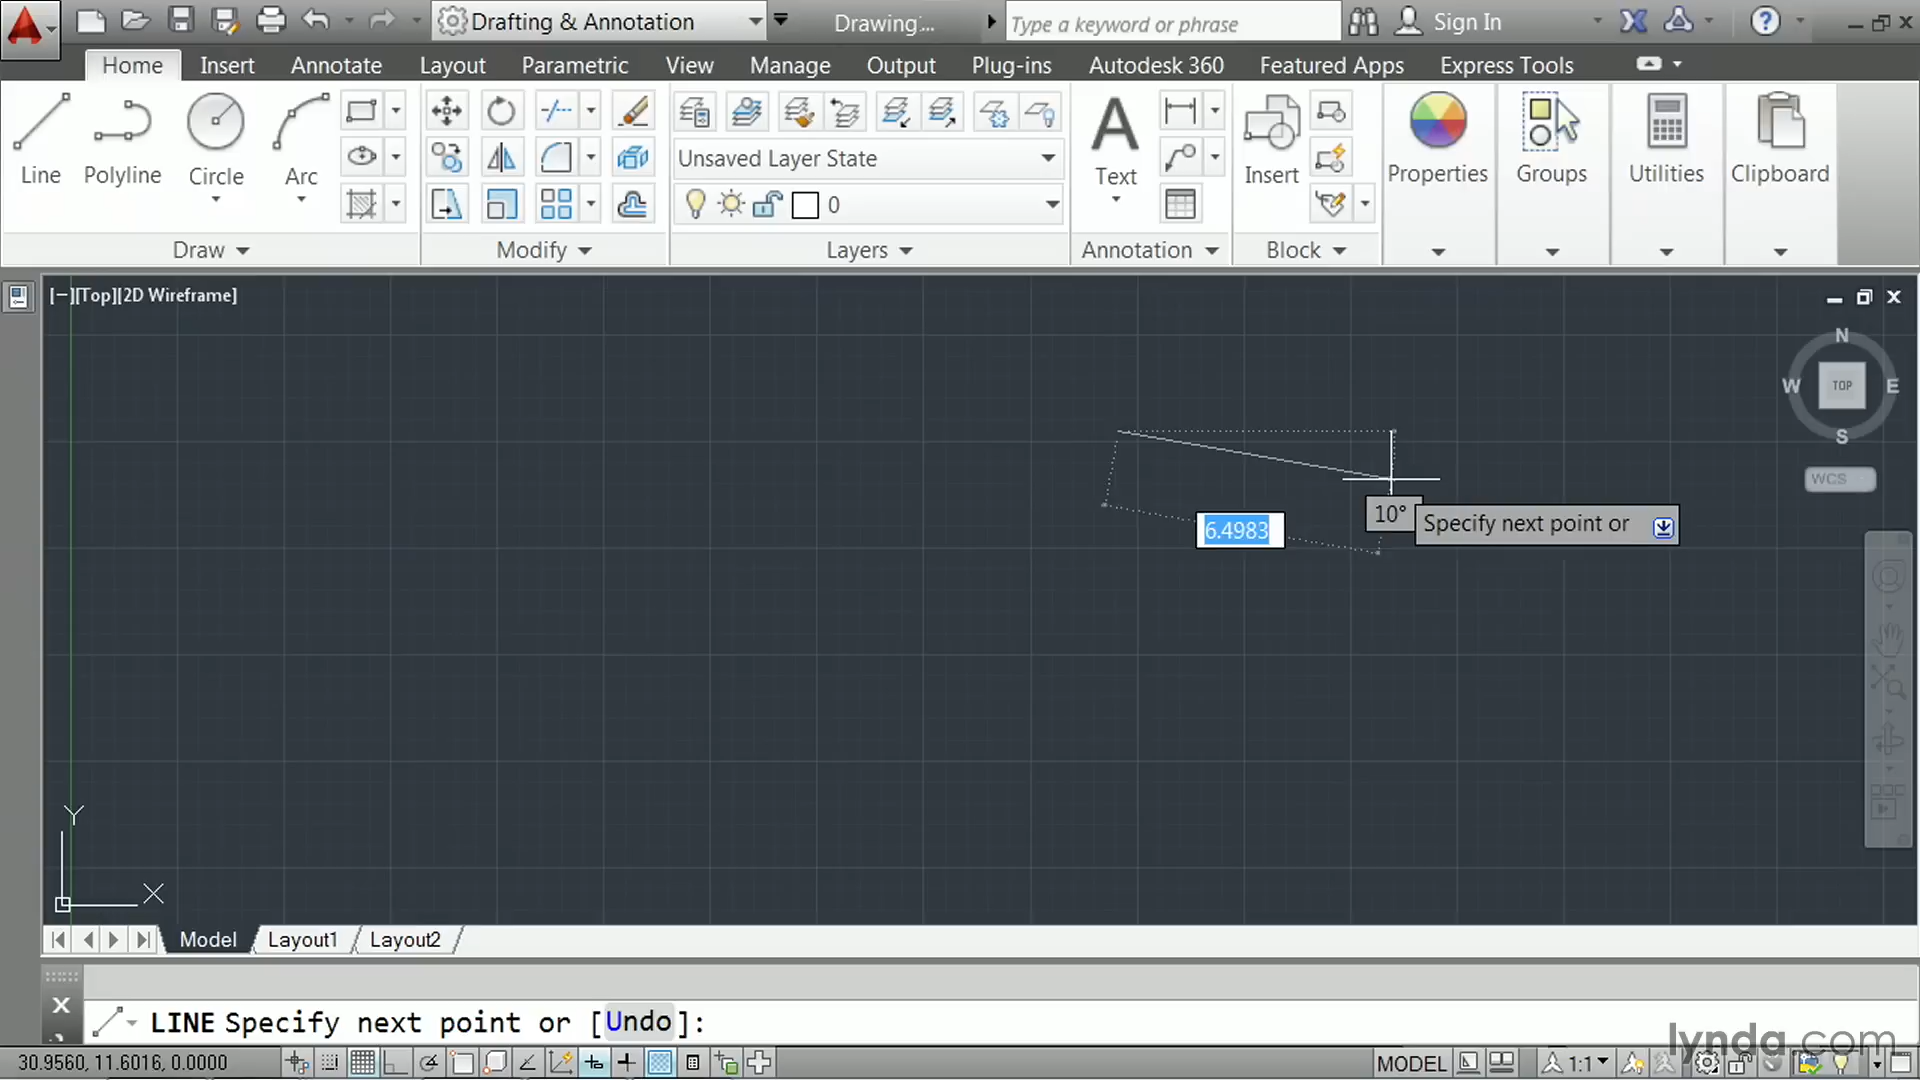 Drafting & Annotation
Drawing...
Type a keyword or phrase
Sign In
Home Insert Annotate Layout Parametric View Manage Output Plug-ins Autodesk 360 Featured Apps Express Tools
Line Polyline Circle Arc
Draw
Modify
Unsaved Layer State
0
Layers
A
Text
Annotation
Insert
Block
Properties
Groups
Utilities
Clipboard
[−][Top][2D Wireframe]
N
W TOP E
S
WCS
6.4983
10°
Specify next point or
Y
X
Model Layout1 Layout2
LINE Specify next point or [Undo]:
lynda.com
30.9560, 11.6016, 0.0000
MODEL
1:1